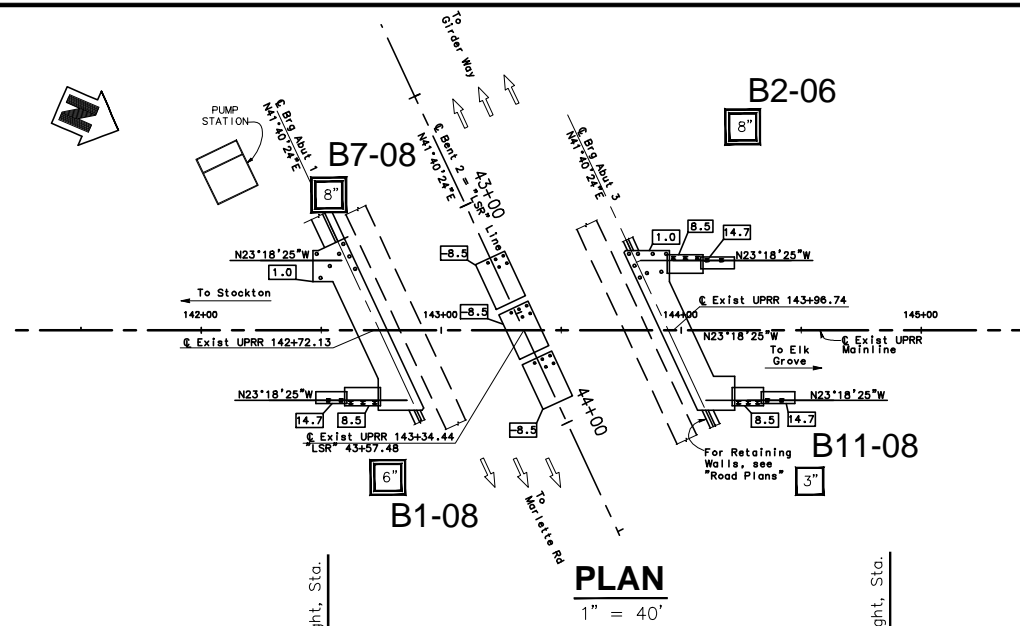 To
Girder Way
N
PUMP
STATION
℄ Brg Abut 1
N41°40'24"E
B7-08
8"
℄ Bent 2 = "LSR" Line
N41°40'24"E
43+00
℄ Brg Abut 3
N41°40'24"E
B2-06
8"
N23°18'25"W
1.0
-8.5
1.0
8.5
14.7
N23°18'25"W
To Stockton
-8.5
℄ Exist UPRR 143+96.74
142+00
143+00
144+00
145+00
℄ Exist UPRR 142+72.13
N23°18'25"W
℄ Exist UPRR
Mainline
To Elk
Grove
N23°18'25"W
14.7
8.5
-8.5
44+00
N23°18'25"W
8.5
14.7
℄ Exist UPRR 143+34.44
"LSR" 43+57.48
For Retaining
Walls, see
"Road Plans"
B11-08
3"
6"
B1-08
To
Marlette Rd
PLAN
1" = 40'
ght, Sta.
ght, Sta.